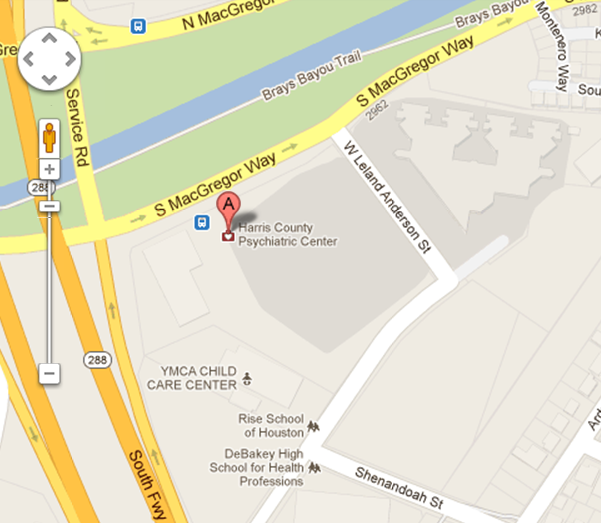 N MacGregor
2982
Brays Bayou
Montenero Way
Brays Bayou Trail
S MacGregor Way
2962
Sou
Service Rd
288
W Leland Anderson St
S MacGregor Way
A
Harris County
Psychiatric Center
288
YMCA CHILD
CARE CENTER
Rise School
of Houston
DeBakey High
School for Health
Professions
South Fwy
Shenandoah St
Ard